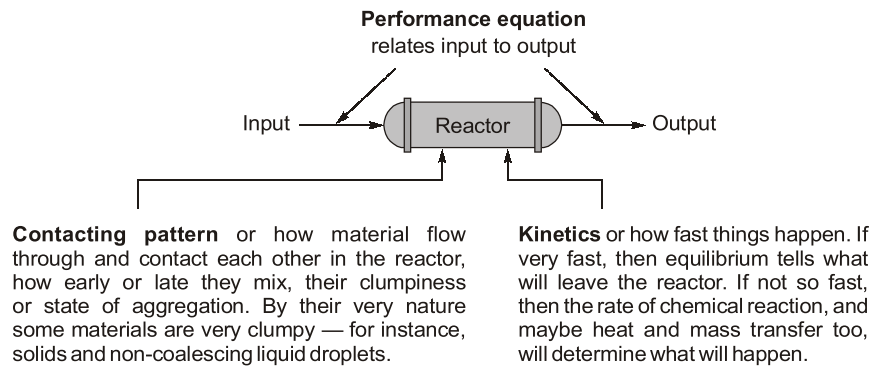 Performance equation
relates input to output
Input
Reactor
Output
Contacting pattern or how material flow
through and contact each other in the reactor,
how early or late they mix, their clumpiness
or state of aggregation. By their very nature
some materials are very clumpy — for instance,
solids and non-coalescing liquid droplets.
Kinetics or how fast things happen. If
very fast, then equilibrium tells what
will leave the reactor. If not so fast,
then the rate of chemical reaction, and
maybe heat and mass transfer too,
will determine what will happen.